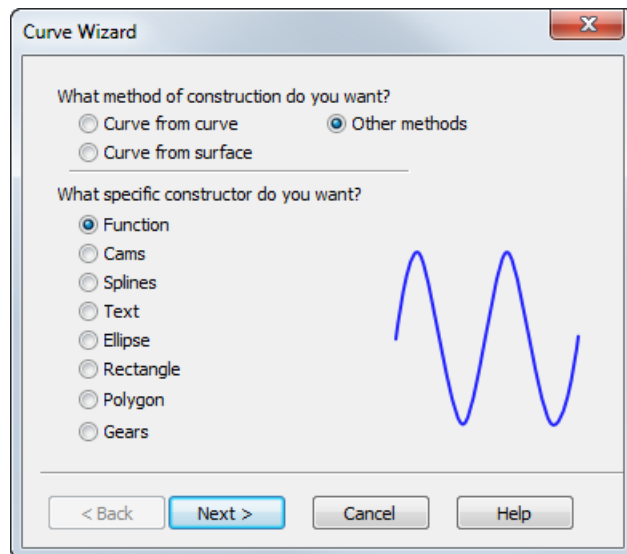 Curve Wizard
What method of construction do you want?
Curve from curve Other methods
Curve from surface
What specific constructor do you want?
Function
Cams
Splines
Text
Ellipse
Rectangle
Polygon
Gears
< Back Next > Cancel Help